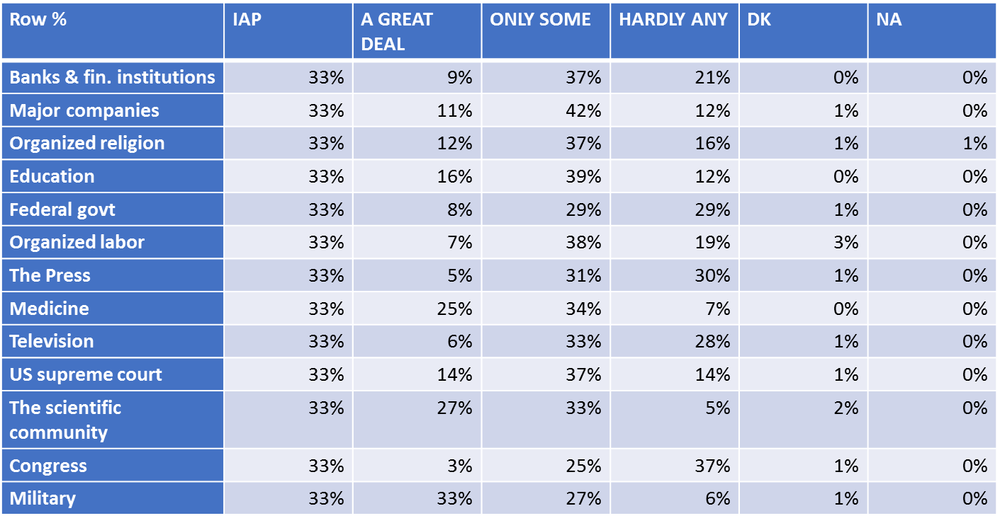 Row % IAP A GREAT DEAL ONLY SOME HARDLY ANY DK NA
Banks & fin. institutions 33% 9% 37% 21% 0% 0%
Major companies 33% 11% 42% 12% 1% 0%
Organized religion 33% 12% 37% 16% 1% 1%
Education 33% 16% 39% 12% 0% 0%
Federal govt 33% 8% 29% 29% 1% 0%
Organized labor 33% 7% 38% 19% 3% 0%
The Press 33% 5% 31% 30% 1% 0%
Medicine 33% 25% 34% 7% 0% 0%
Television 33% 6% 33% 28% 1% 0%
US supreme court 33% 14% 37% 14% 1% 0%
The scientific community 33% 27% 33% 5% 2% 0%
Congress 33% 3% 25% 37% 1% 0%
Military 33% 33% 27% 6% 1% 0%